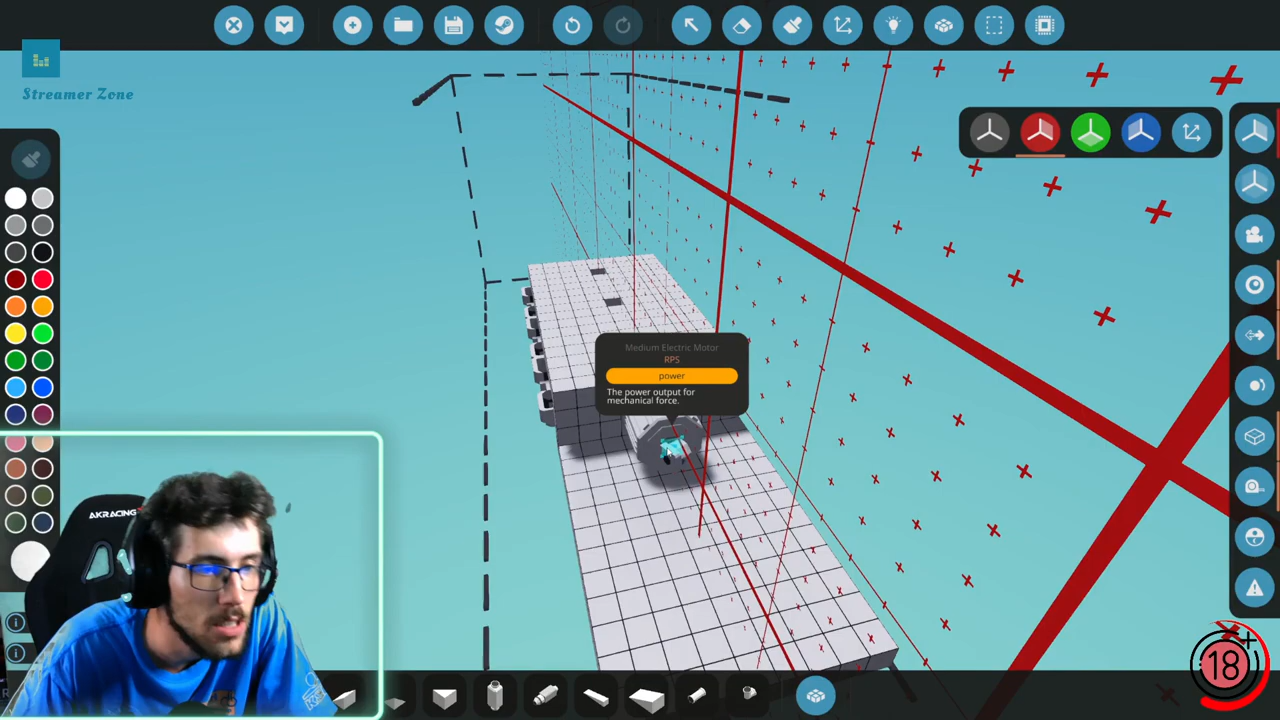 Streamer Zone
Medium Electric Motor
RPS
power
The power output for
mechanical force.
AKRACING
18+